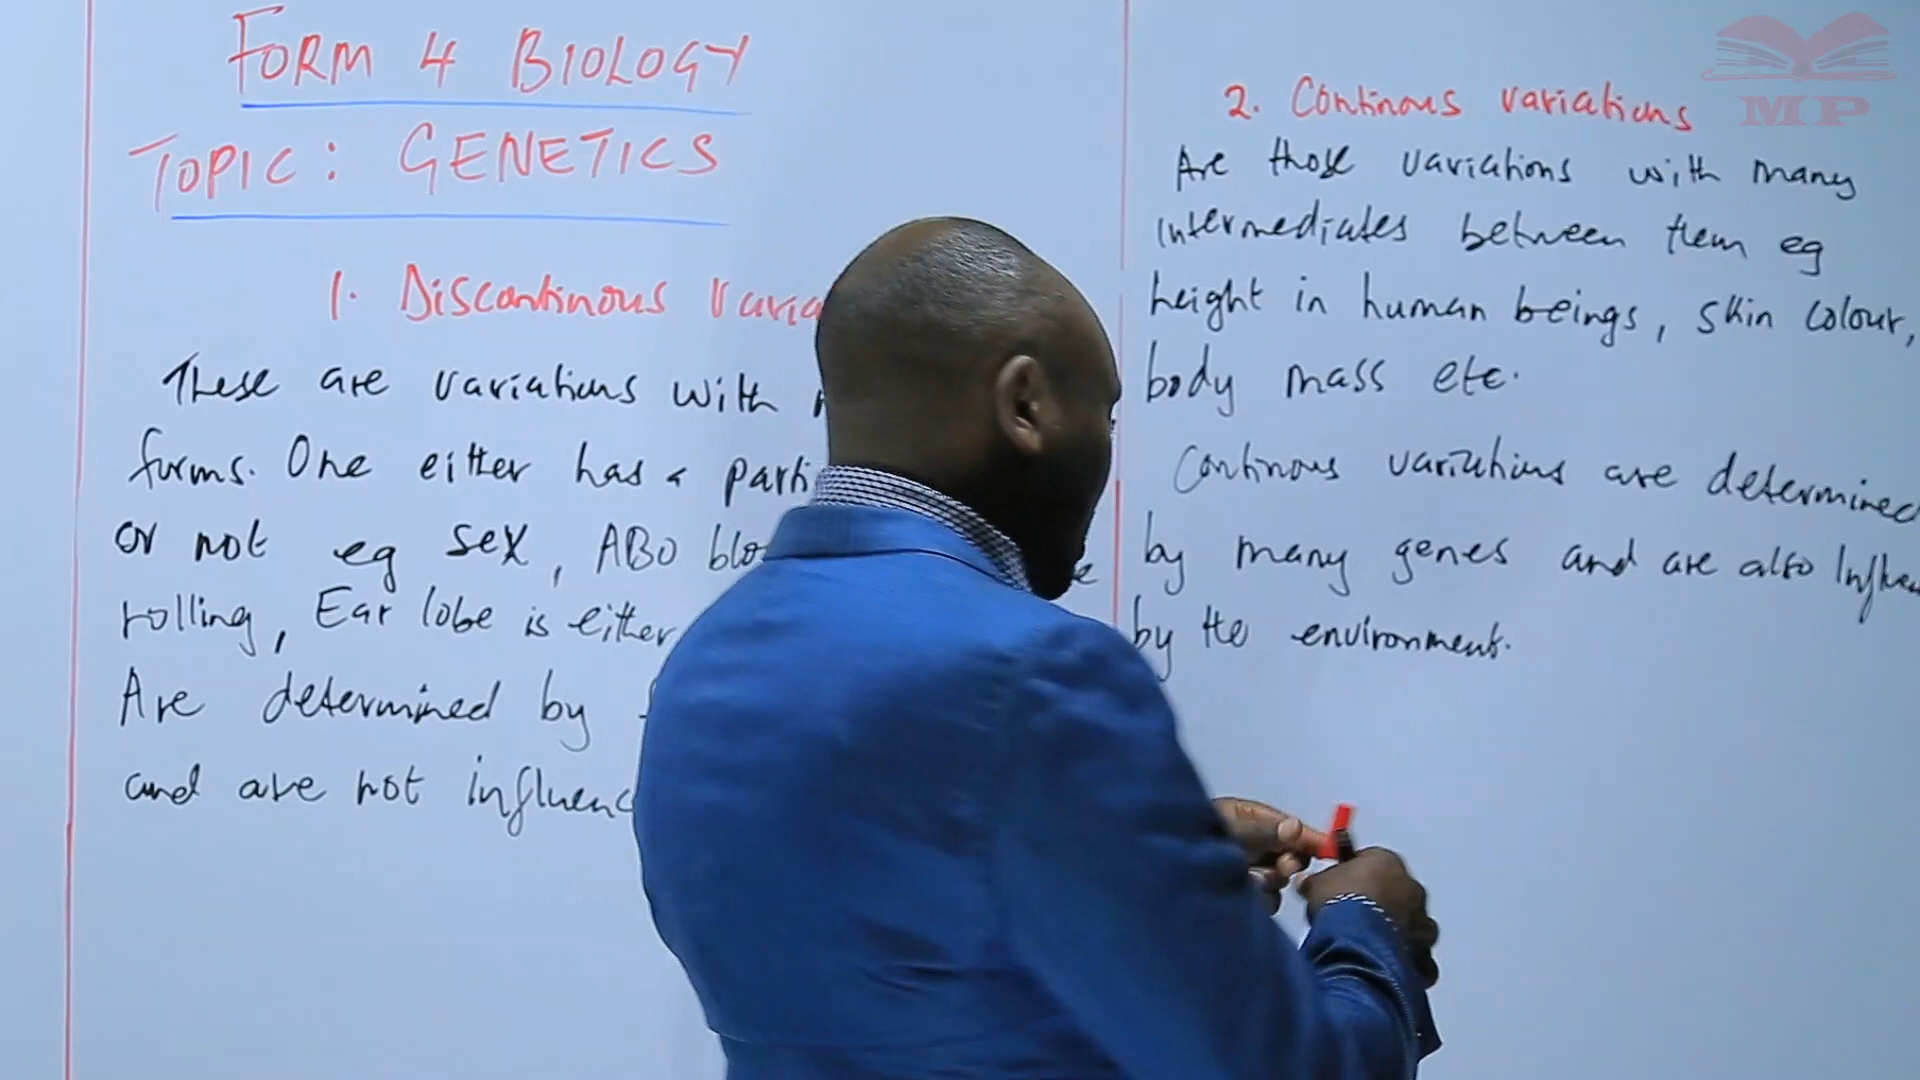 FORM 4 BIOLOGY
TOPIC: GENETICS
1. Discontinous
These are variations with
forms. One either has a
or not eg sex, ABO
rolling, Ear lobe is either
Are determined by
and are not
2. Continous variations
Are those variations with many
intermediates between them eg
height in human beings, skin colour,
body mass etc.
Continous variations are determined
by many genes and are also
by the environment.
MP